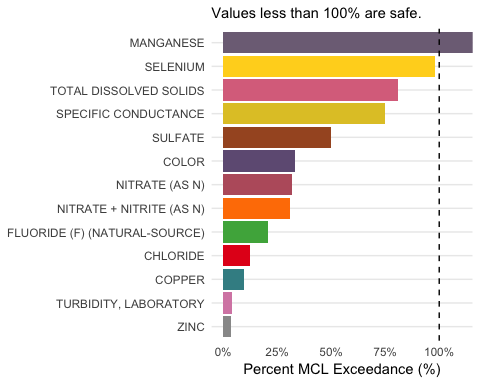 Values less than 100% are safe.
MANGANESE
SELENIUM
TOTAL DISSOLVED SOLIDS
SPECIFIC CONDUCTANCE
SULFATE
COLOR
NITRATE (AS N)
NITRATE + NITRITE (AS N)
FLUORIDE (F) (NATURAL-SOURCE)
CHLORIDE
COPPER
TURBIDITY, LABORATORY
ZINC
0% 25% 50% 75% 100%
Percent MCL Exceedance (%)